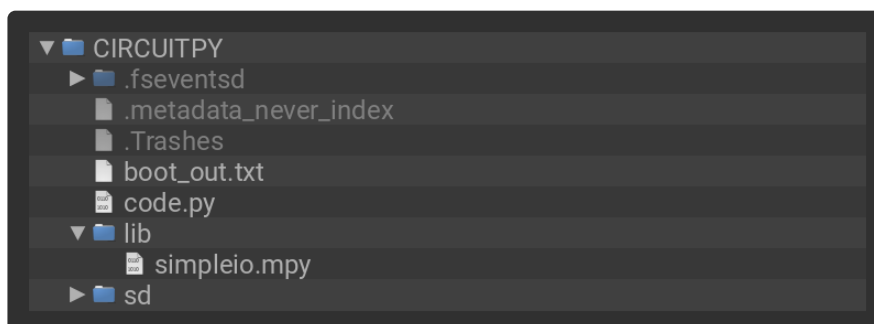 CIRCUITPY
.fseventsd
.metadata_never_index
.Trashes
boot_out.txt
code.py
lib
simpleio.mpy
sd